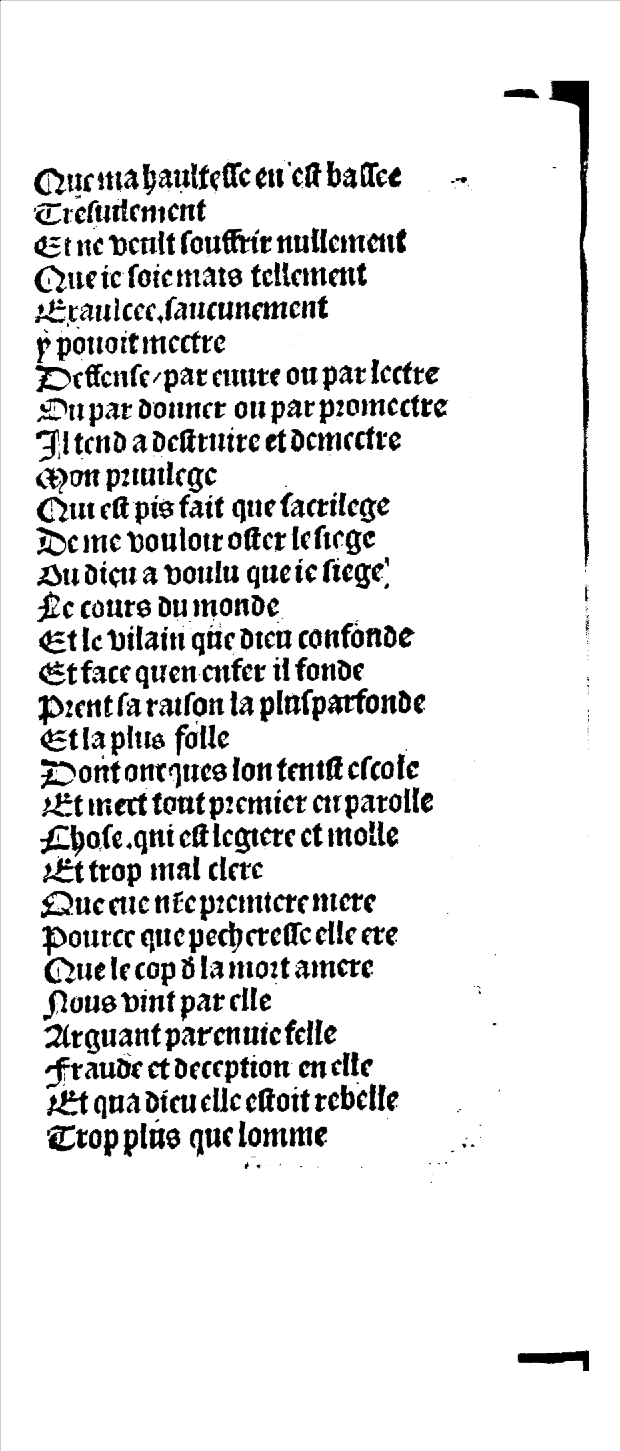 Que ma haultesse en est bassee
Tresuilement
Et ne veult souffrir nullement
Que ie soie mais tellement
Exaulcee, saucunement
y pouoit mectre
Deffense/ par euure ou par lectre
Ou par donner ou par promectre
Il tend a destruire et demectre
Mon priuilege
Qui est pis fait que sacrilege
De me vouloir oster le siege
Ou dieu a voulu que ie siege
Le cours du monde
Et le vilain que dieu confonde
Et face quen enfer il fonde
Prent sa raison la plusparfonde
Et la plus folle
Dont oncques lon tenist escole
Et mect tout premier en parolle
Chose.qui est legiere et molle
Et trop mal clere
Que eue nr̃e premiere mere
Pource que pecheresse elle ere
Que le cop d̃ la mort amere
Nous vint par elle
Arguant par enuie felle
Fraude et deception en elle
Et qua dieu elle estoit rebelle
Trop plus que lomme